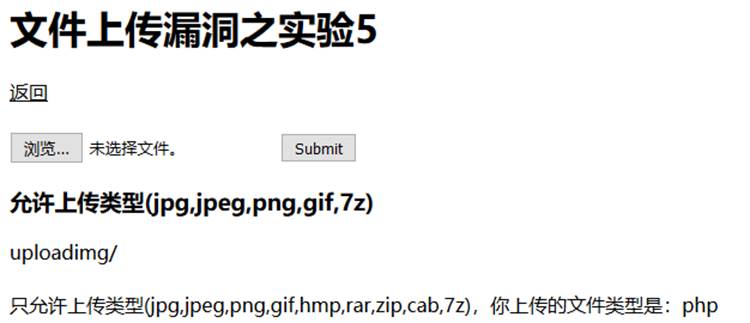 文件上传漏洞之实验5
返回
浏览... 未选择文件。 Submit
允许上传类型(jpg,jpeg,png,gif,7z)
uploadimg/
只允许上传类型(jpg,jpeg,png,gif,hmp,rar,zip,cab,7z)，你上传的文件类型是：php